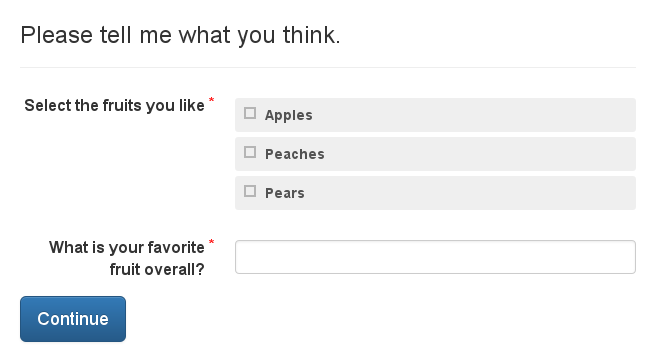 Please tell me what you think.
Select the fruits you like *
Apples
Peaches
Pears
What is your favorite *
fruit overall?
Continue